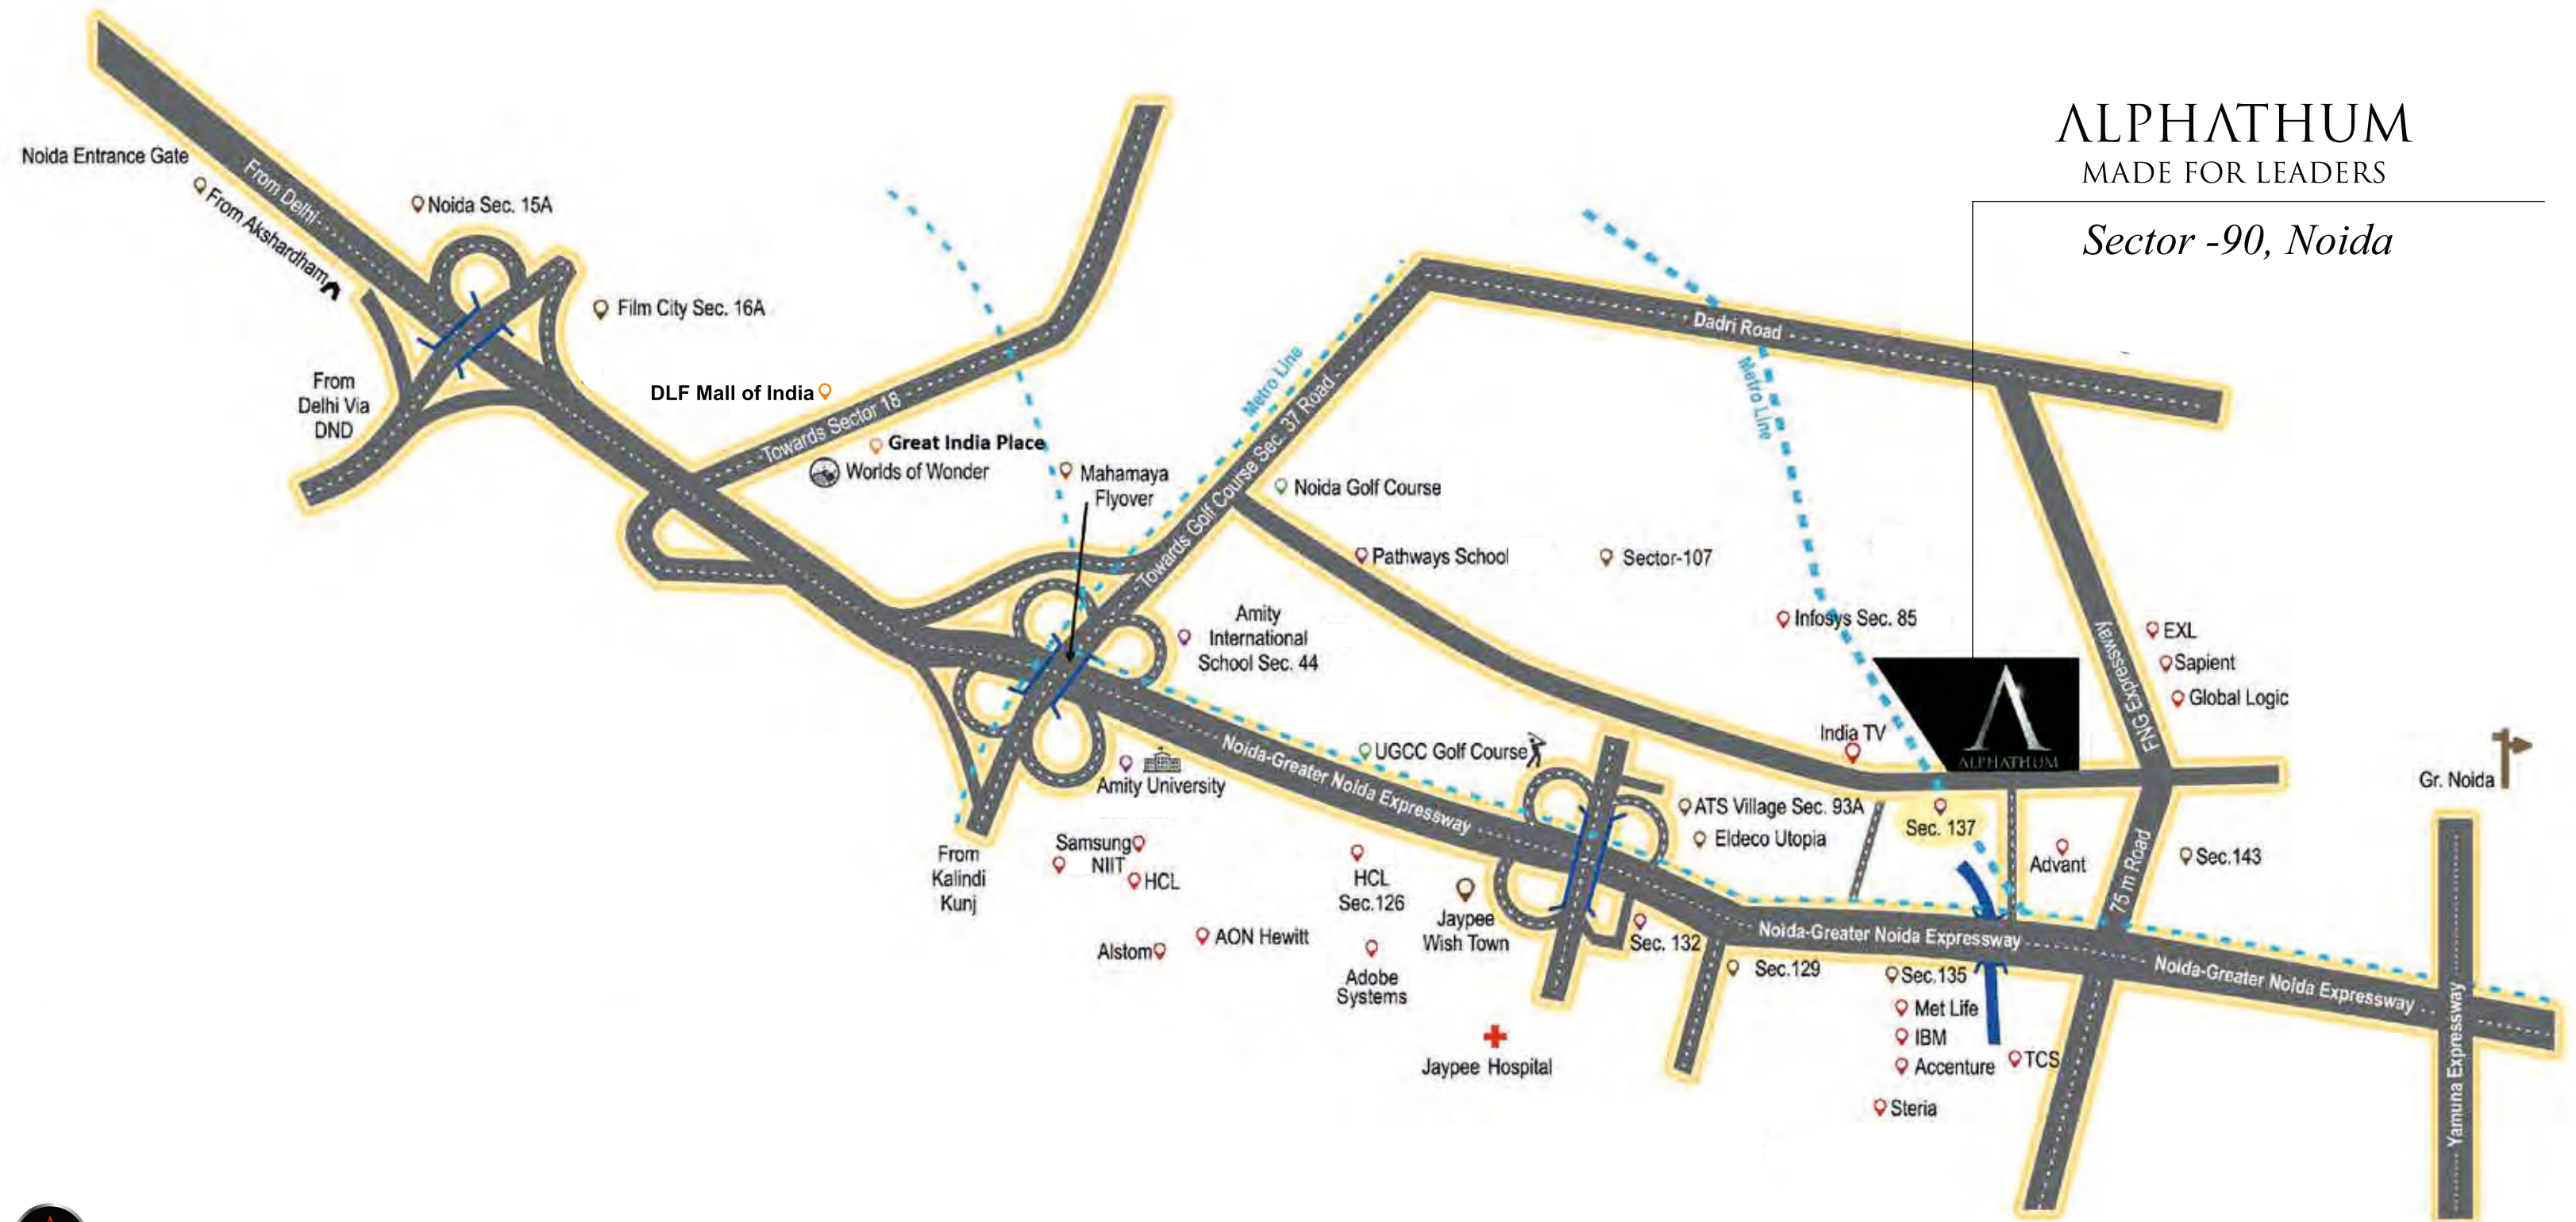 ALPHATHUM
MADE FOR LEADERS
Sector -90, Noida
Noida Entrance Gate
From Delhi
From Akshardham
Noida Sec. 15A
Film City Sec. 16A
From
Delhi Via
DND
DLF Mall of India
Towards Sector 18
Great India Place
Worlds of Wonder
Mahamaya
Flyover
Metro Line
Towards Golf Course Sec. 37 Road
Dadri Road
Metro Line
Noida Golf Course
Pathways School
Sector-107
Infosys Sec. 85
Amity
International
School Sec. 44
FNG Expressway
EXL
Sapient
Global Logic
India TV
ALPHATHUM
UGCC Golf Course
Noida-Greater Noida Expressway
Amity University
Gr. Noida
ATS Village Sec. 93A
Eldeco Utopia
Sec. 137
Advant
75 m Road
Sec.143
Samsung
NIIT
HCL
From
Kalindi
Kunj
HCL
Sec.126
Jaypee
Wish Town
Alstom
AON Hewitt
Adobe
Systems
Sec. 132
Noida-Greater Noida Expressway
Noida-Greater Noida Expressway
Sec.129
Sec.135
Met Life
IBM
Accenture
TCS
Steria
Jaypee Hospital
Yamuna Expressway